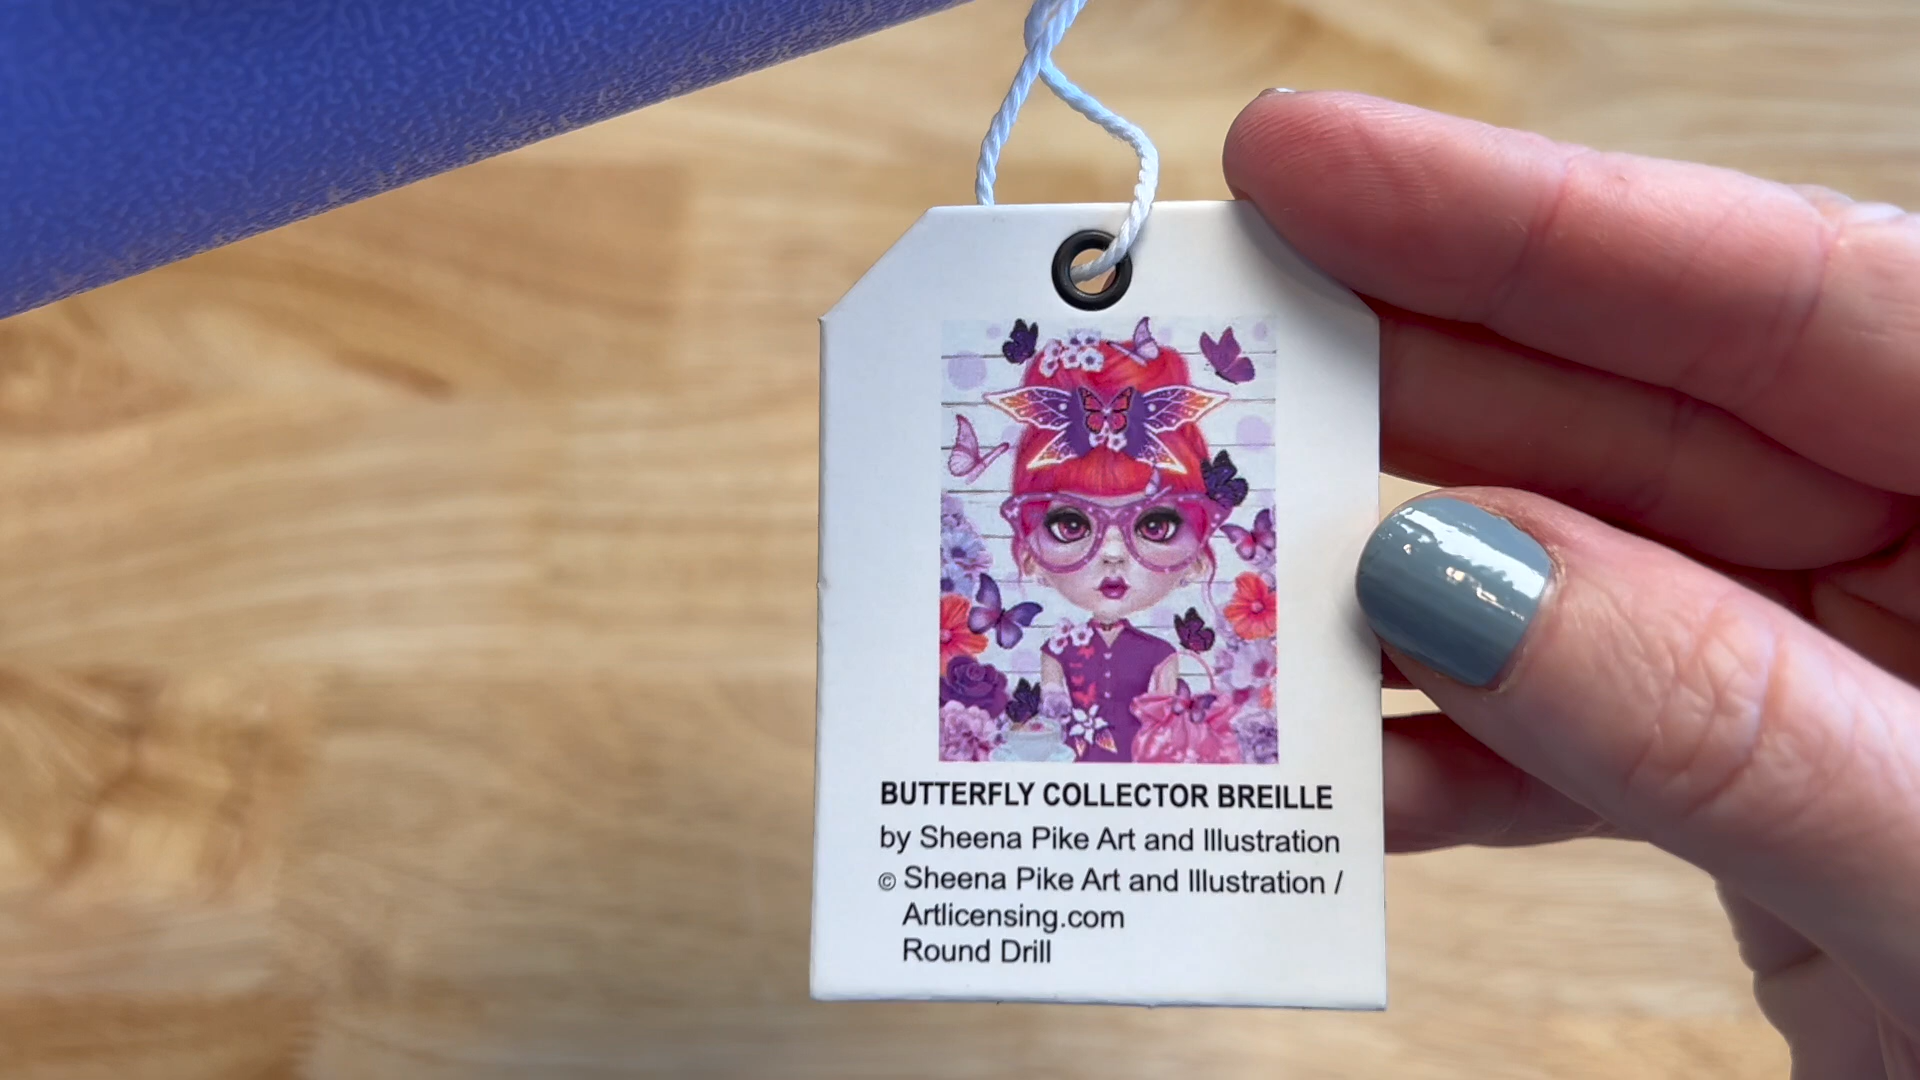 BUTTERFLY COLLECTOR BREILLE
by Sheena Pike Art and Illustration
© Sheena Pike Art and Illustration /
Artlicensing.com
Round Drill